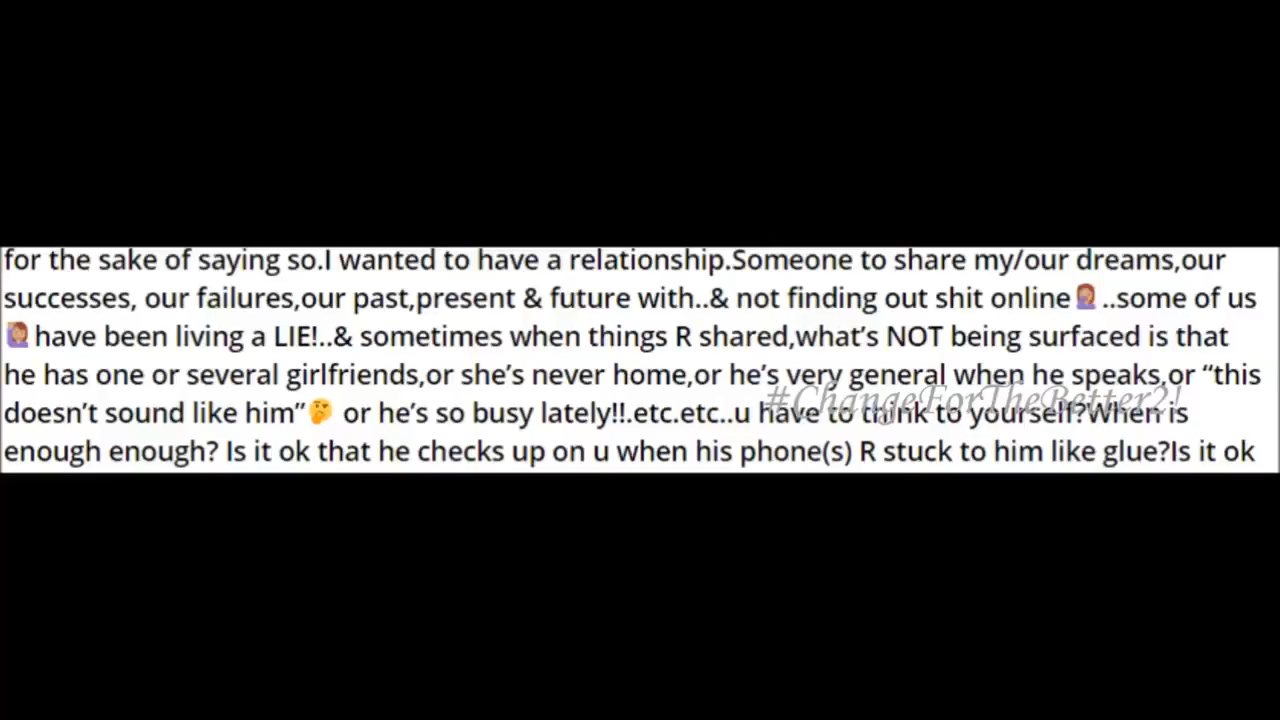 for the sake of saying so.I wanted to have a relationship.Someone to share my/our dreams,our
successes, our failures,our past,present & future with..& not finding out shit online🤦🏽‍♀️..some of us
🙋🏽‍♀️have been living a LIE!..& sometimes when things R shared,what’s NOT being surfaced is that
he has one or several girlfriends,or she’s never home,or he’s very general when he speaks,or “this
doesn’t sound like him”🤔 or he’s so busy lately!!.etc.etc..u have to think to yourself?When is
enough enough? Is it ok that he checks up on u when his phone(s) R stuck to him like glue?Is it ok
#ChangeForTheBetter2!